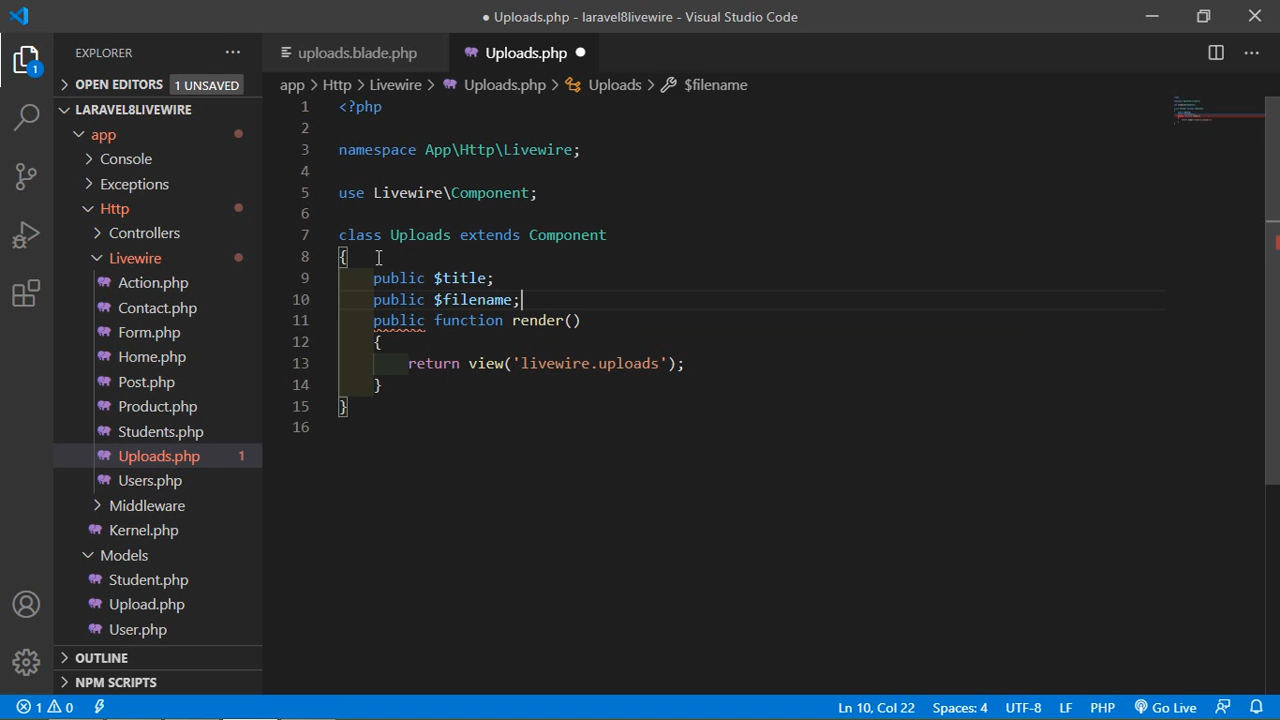 ● Uploads.php - laravel8livewire - Visual Studio Code
EXPLORER
uploads.blade.php
Uploads.php
OPEN EDITORS 1 UNSAVED
app > Http > Livewire > Uploads.php > Uploads > $filename
LARAVEL8LIVEWIRE
app
Console
Exceptions
Http
Controllers
Livewire
Action.php
Contact.php
Form.php
Home.php
Post.php
Product.php
Students.php
Uploads.php 1
Users.php
Middleware
Kernel.php
Models
Student.php
Upload.php
User.php
OUTLINE
NPM SCRIPTS
1 <?php
2
3 namespace App\Http\Livewire;
4
5 use Livewire\Component;
6
7 class Uploads extends Component
8 {
9 public $title;
10 public $filename;
11 public function render()
12 {
13 return view('livewire.uploads');
14 }
15 }
16
1
1 0
Ln 10, Col 22 Spaces: 4 UTF-8 LF PHP Go Live